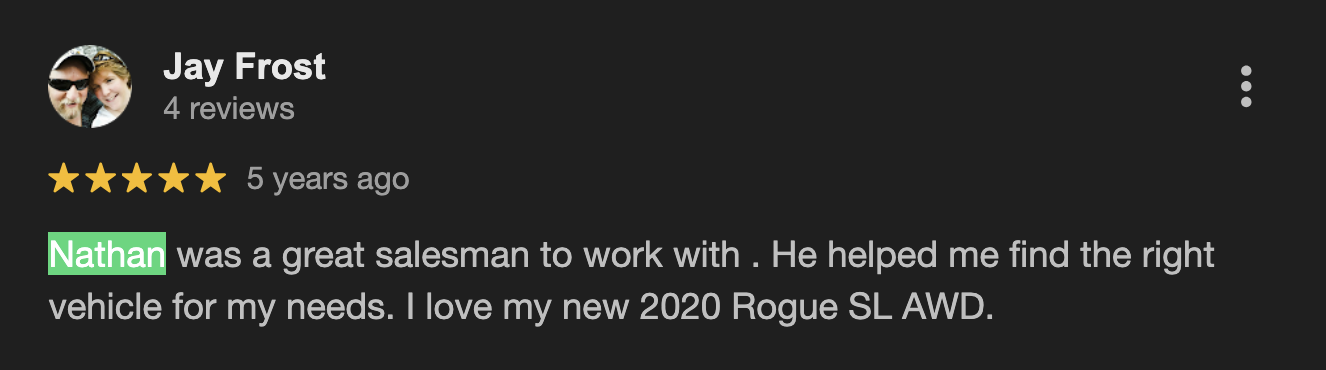 Jay Frost
4 reviews
5 years ago
Nathan was a great salesman to work with . He helped me find the right
vehicle for my needs. I love my new 2020 Rogue SL AWD.